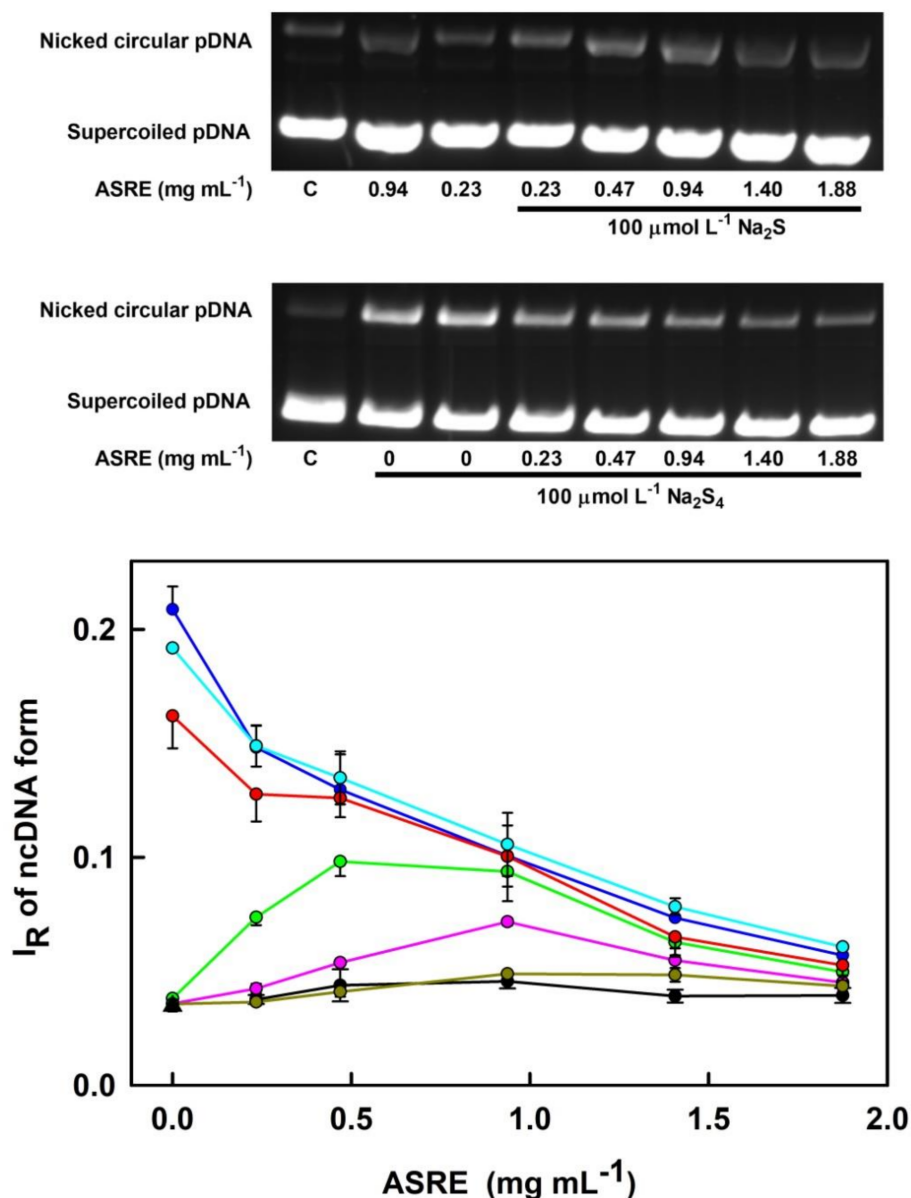 Nicked circular pDNA
Supercoiled pDNA
ASRE (mg mL⁻¹) C 0.94 0.23 0.23 0.47 0.94 1.40 1.88
100 μmol L⁻¹ Na₂S
Nicked circular pDNA
Supercoiled pDNA
ASRE (mg mL⁻¹) C 0 0 0.23 0.47 0.94 1.40 1.88
100 μmol L⁻¹ Na₂S₄
I_R of ncDNA form
0.2
0.1
0.0
0.0 0.5 1.0 1.5 2.0
ASRE (mg mL⁻¹)